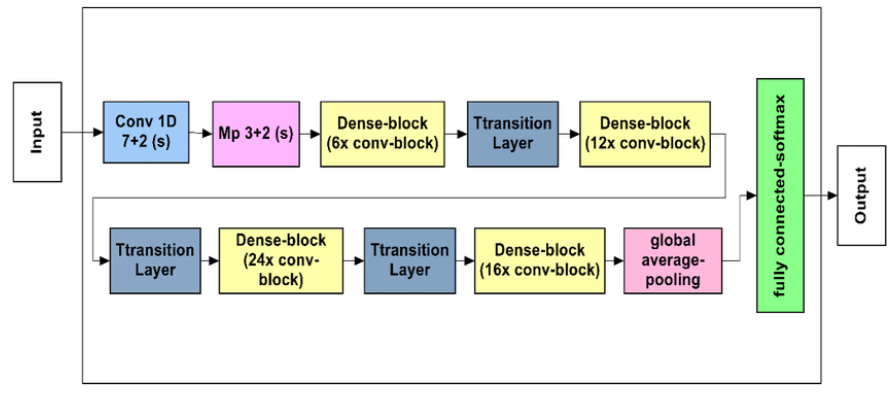 Input
Conv 1D
7+2 (s)
Mp 3+2 (s)
Dense-block
(6x conv-block)
Ttransition
Layer
Dense-block
(12x conv-block)
Ttransition
Layer
Dense-block
(24x conv-
block)
Ttransition
Layer
Dense-block
(16x conv-block)
global
average-
pooling
fully connected-softmax
Output